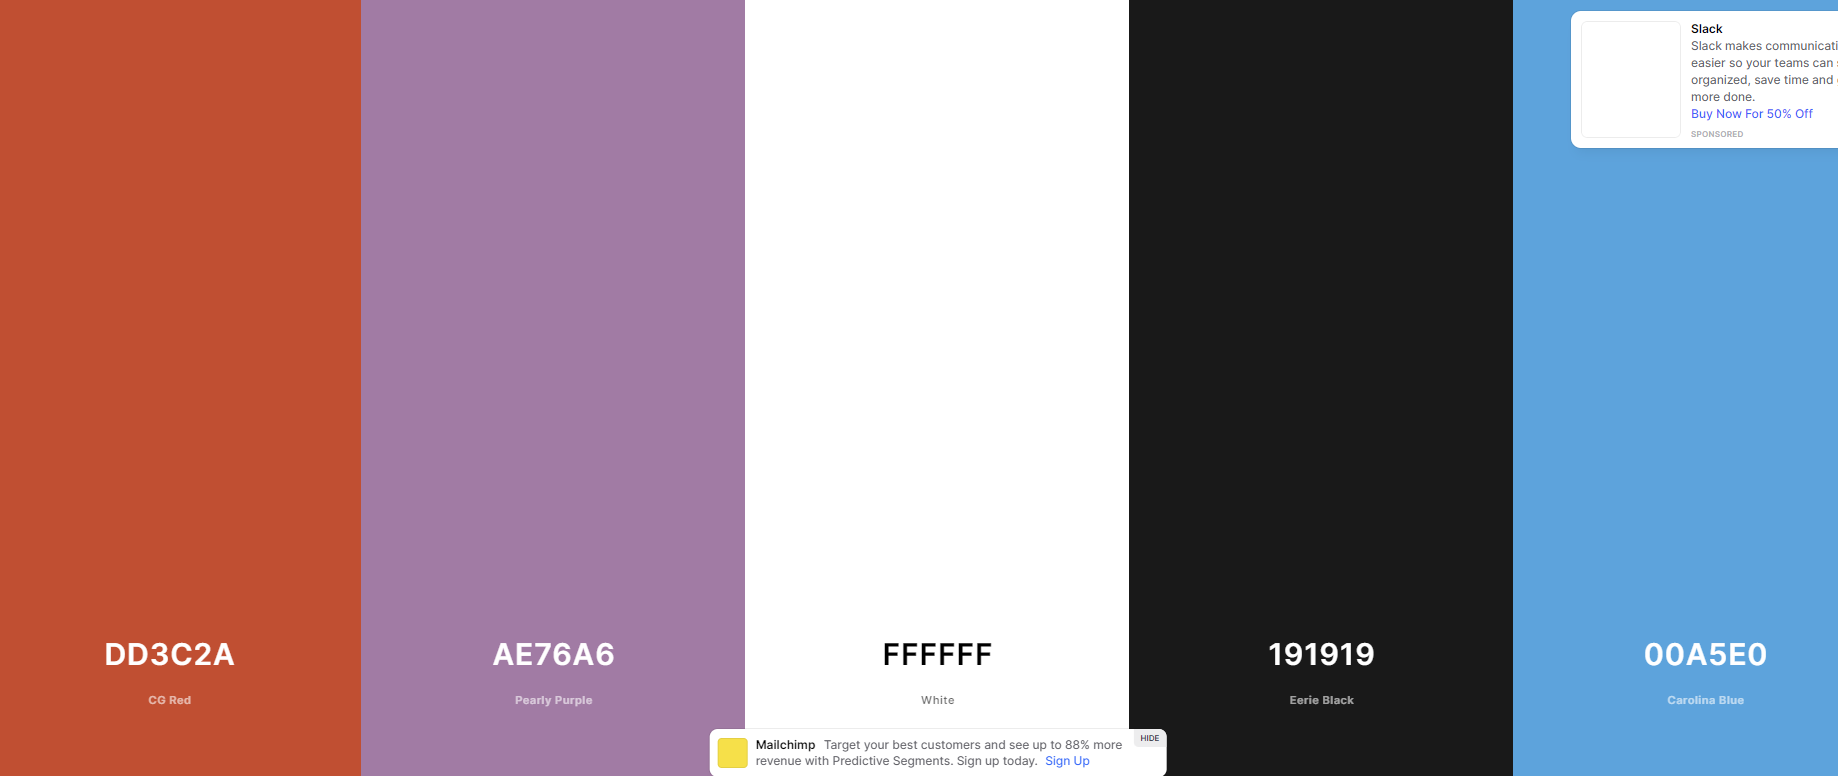 Slack
Slack makes communicati
easier so your teams can
organized, save time and
more done.
Buy Now For 50% Off
SPONSORED
DD3C2A
AE76A6
FFFFFF
191919
00A5E0
CG Red
Pearly Purple
White
Eerie Black
Carolina Blue
Mailchimp Target your best customers and see up to 88% more
revenue with Predictive Segments. Sign up today. Sign Up
HIDE